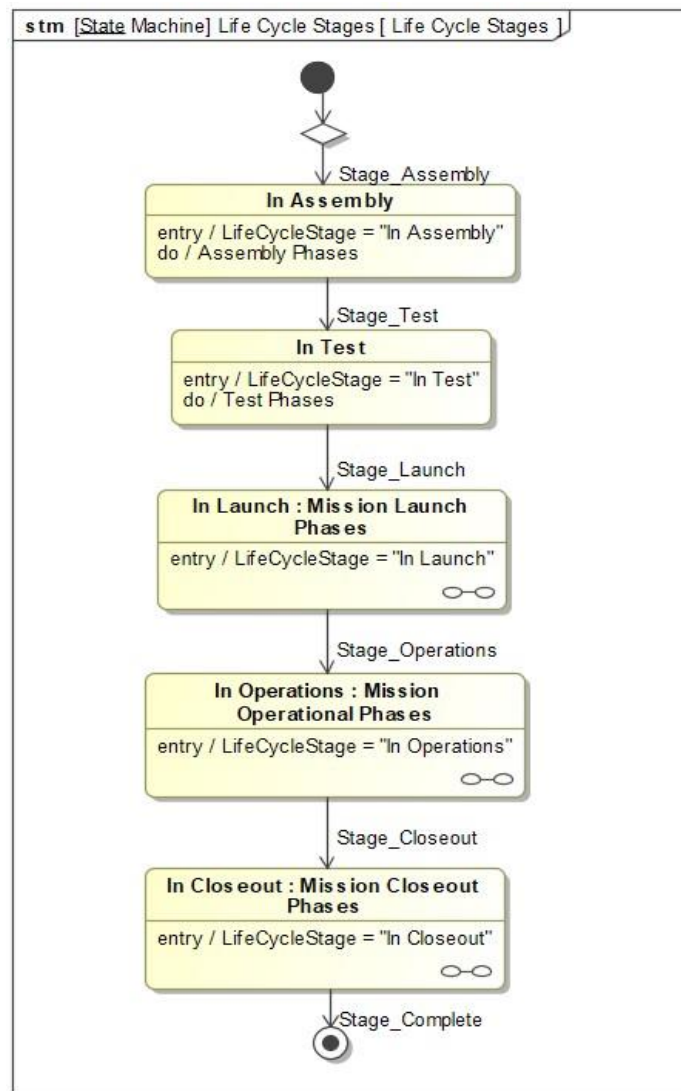 stm [State Machine] Life Cycle Stages [ Life Cycle Stages ]
Stage_Assembly
In Assembly
entry / LifeCycleStage = "In Assembly"
do / Assembly Phases
Stage_Test
In Test
entry / LifeCycleStage = "In Test"
do / Test Phases
Stage_Launch
In Launch : Mission Launch
Phases
entry / LifeCycleStage = "In Launch"
Stage_Operations
In Operations : Mission
Operational Phases
entry / LifeCycleStage = "In Operations"
Stage_Closeout
In Closeout : Mission Closeout
Phases
entry / LifeCycleStage = "In Closeout"
Stage_Complete